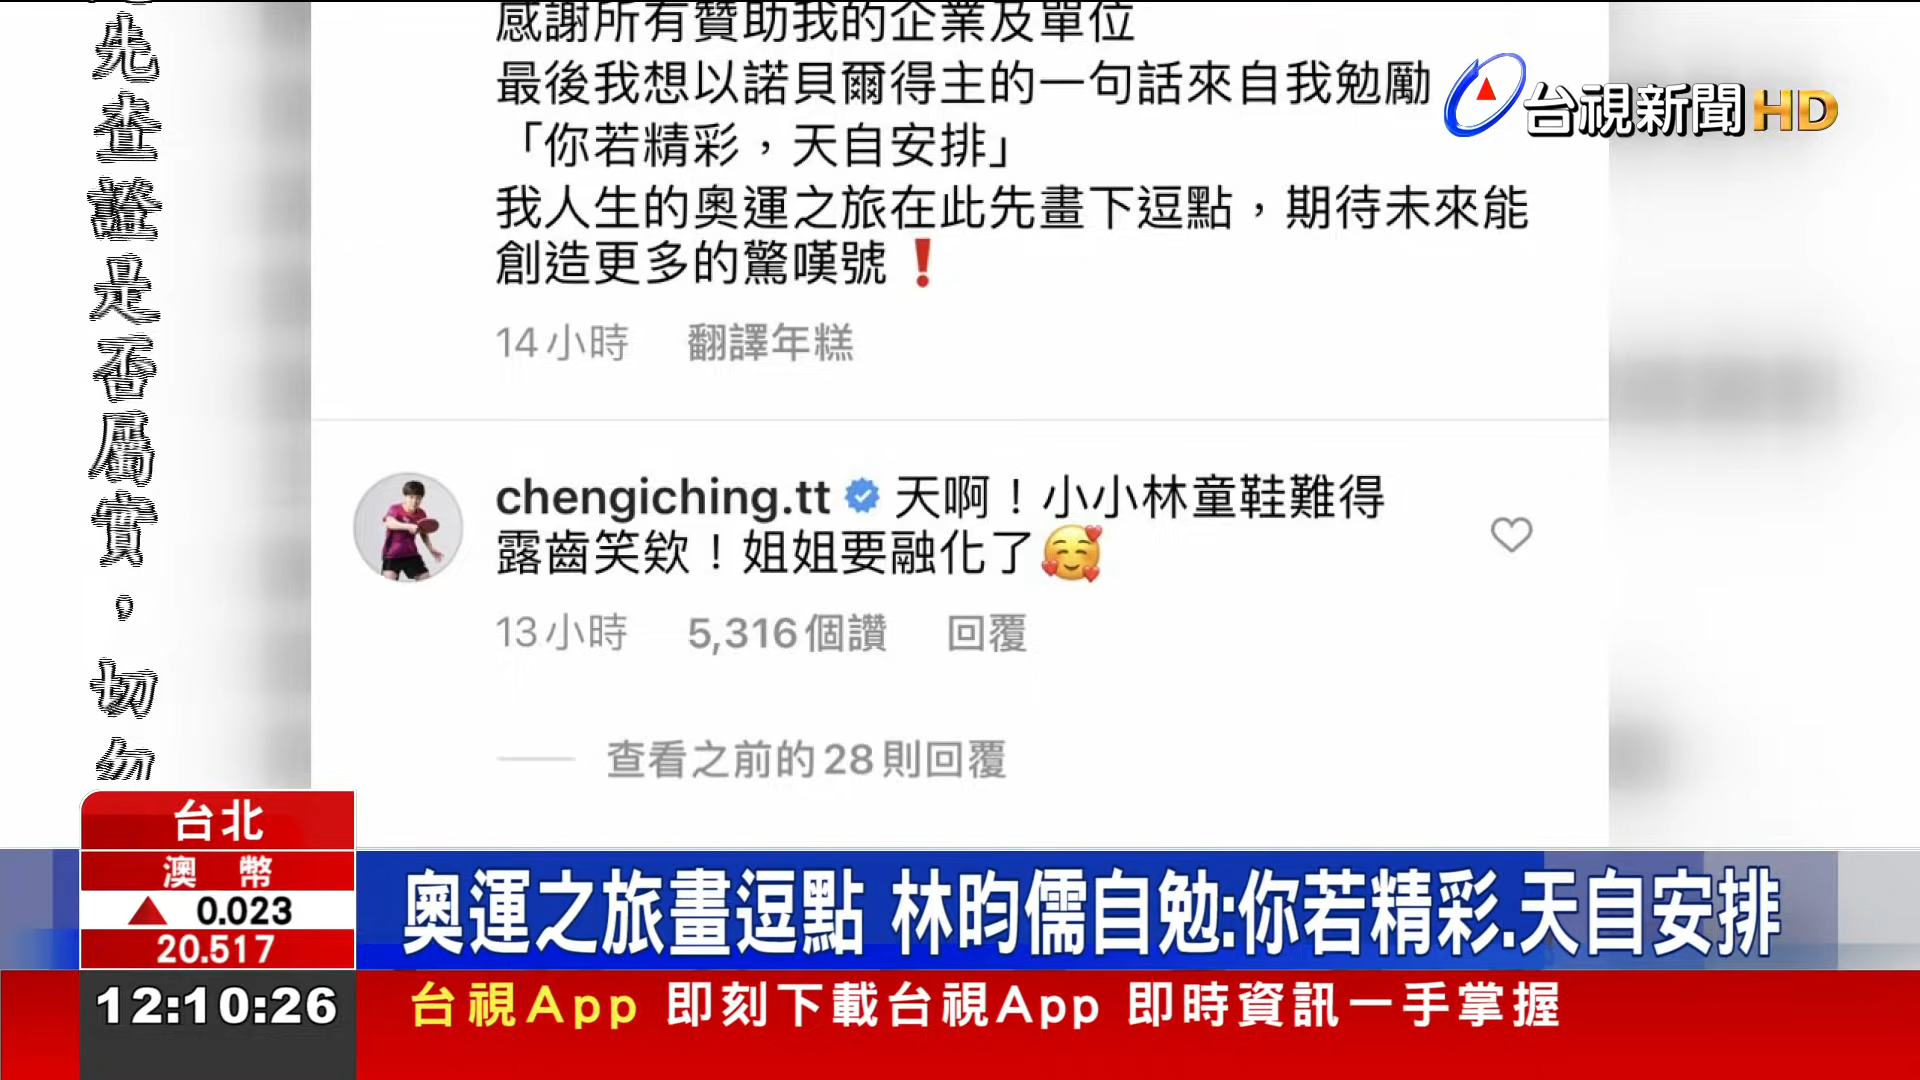 感謝所有贊助我的企業及單位
最後我想以諾貝爾得主的一句話來自我勉勵
「你若精彩，天自安排」
我人生的奧運之旅在此先畫下逗點，期待未來能
創造更多的驚嘆號❗
14小時 翻譯年糕
chengiching.tt 天啊！小小林童鞋難得
露齒笑欸！姐姐要融化了🥰
13小時 5,316個讚 回覆
查看之前的28則回覆
台視新聞HD
先查證是否屬實。切勿
台北
澳幣
▲ 0.023
20.517
12:10:26
奧運之旅畫逗點 林昀儒自勉:你若精彩.天自安排
台視App 即刻下載台視App 即時資訊一手掌握